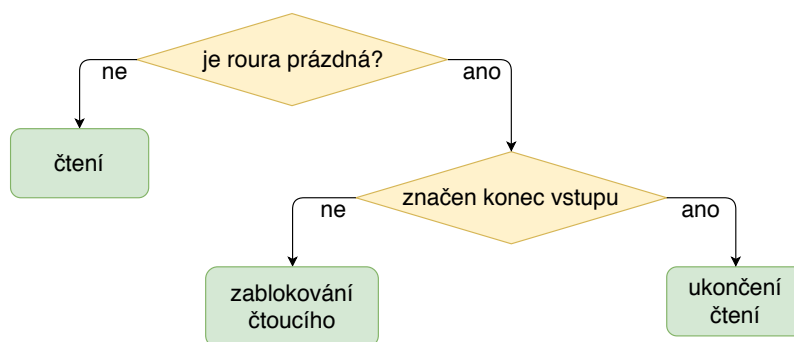 je roura prázdná?
ne
ano
čtení
značen konec vstupu
ne
ano
zablokování
čtoucího
ukončení
čtení